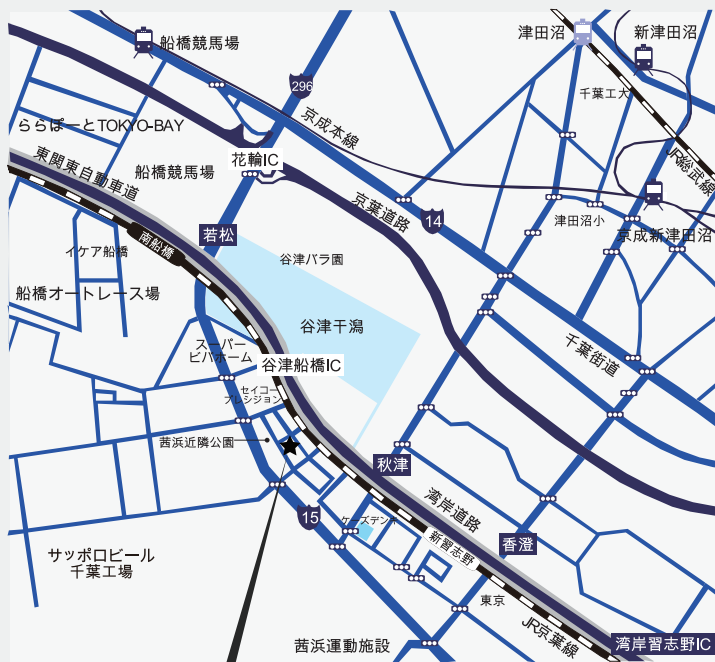 津田沼
新津田沼
船橋競馬場
千葉工大
296
京成本線
ららぽーとTOKYO-BAY
JR総武線
花輪IC
船橋競馬場
東関東自動車道
京葉道路
14
津田沼小
京成新津田沼
若松
南船橋
イケア船橋
谷津バラ園
船橋オートレース場
谷津干潟
千葉街道
スーパー
ビバホーム
谷津船橋IC
セイコー
プレシジョン
茜浜近隣公園
秋津
湾岸道路
15
ケーズデンキ
新習志野
香澄
サッポロビール
千葉工場
東京
JR京葉線
茜浜運動施設
湾岸習志野IC